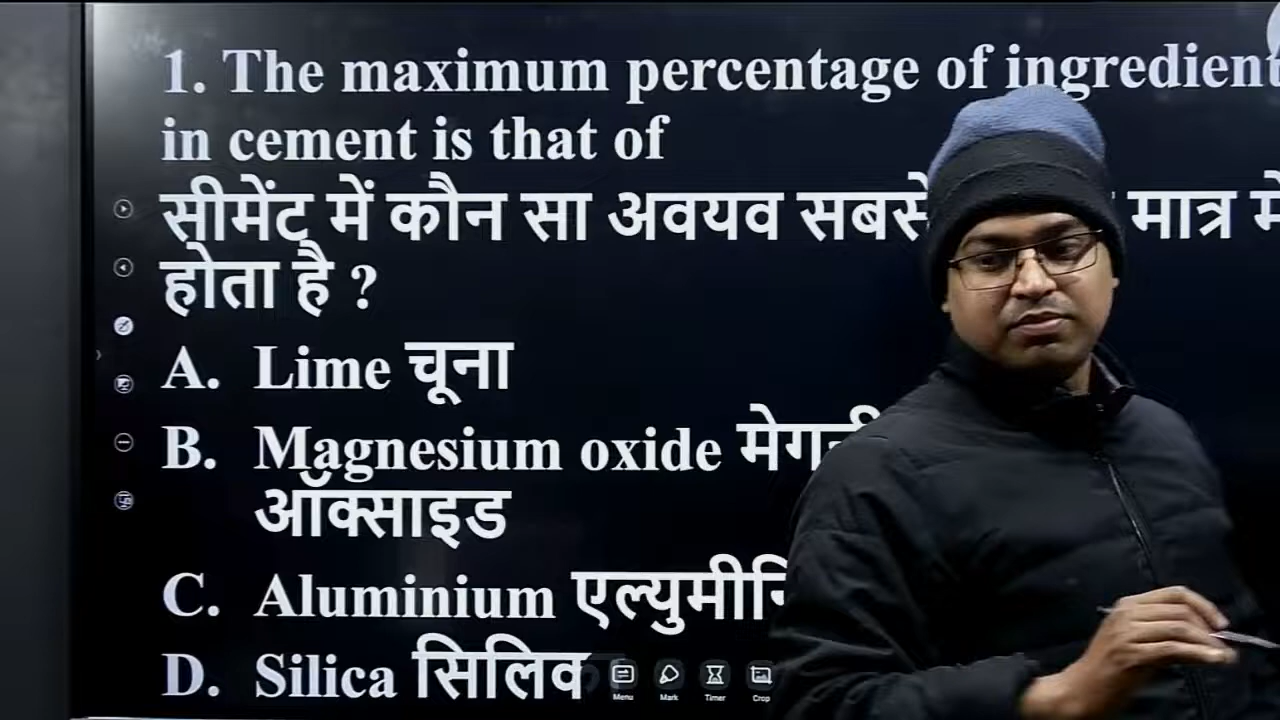 1. The maximum percentage of ingredient
in cement is that of
सीमेंट में कौन सा अवयव मात्र
होता है ?
A. Lime चूना
B. Magnesium oxide
ऑक्साइड
C. Aluminium
D. Silica
Menu Mark Timer Crop